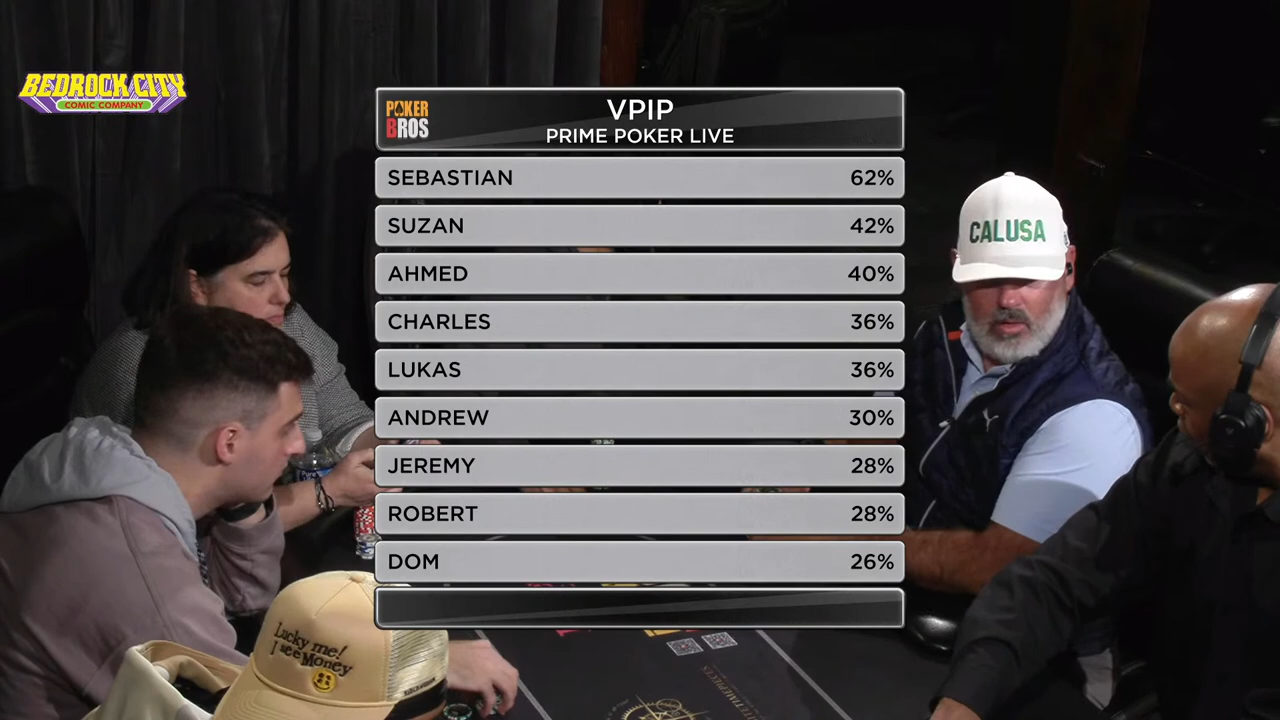 BEDROCK CITY
COMIC COMPANY
POKER
BROS
VPIP
PRIME POKER LIVE
SEBASTIAN 62%
SUZAN 42%
AHMED 40%
CHARLES 36%
LUKAS 36%
ANDREW 30%
JEREMY 28%
ROBERT 28%
DOM 26%
CALUSA
Lucky me!
I see Money